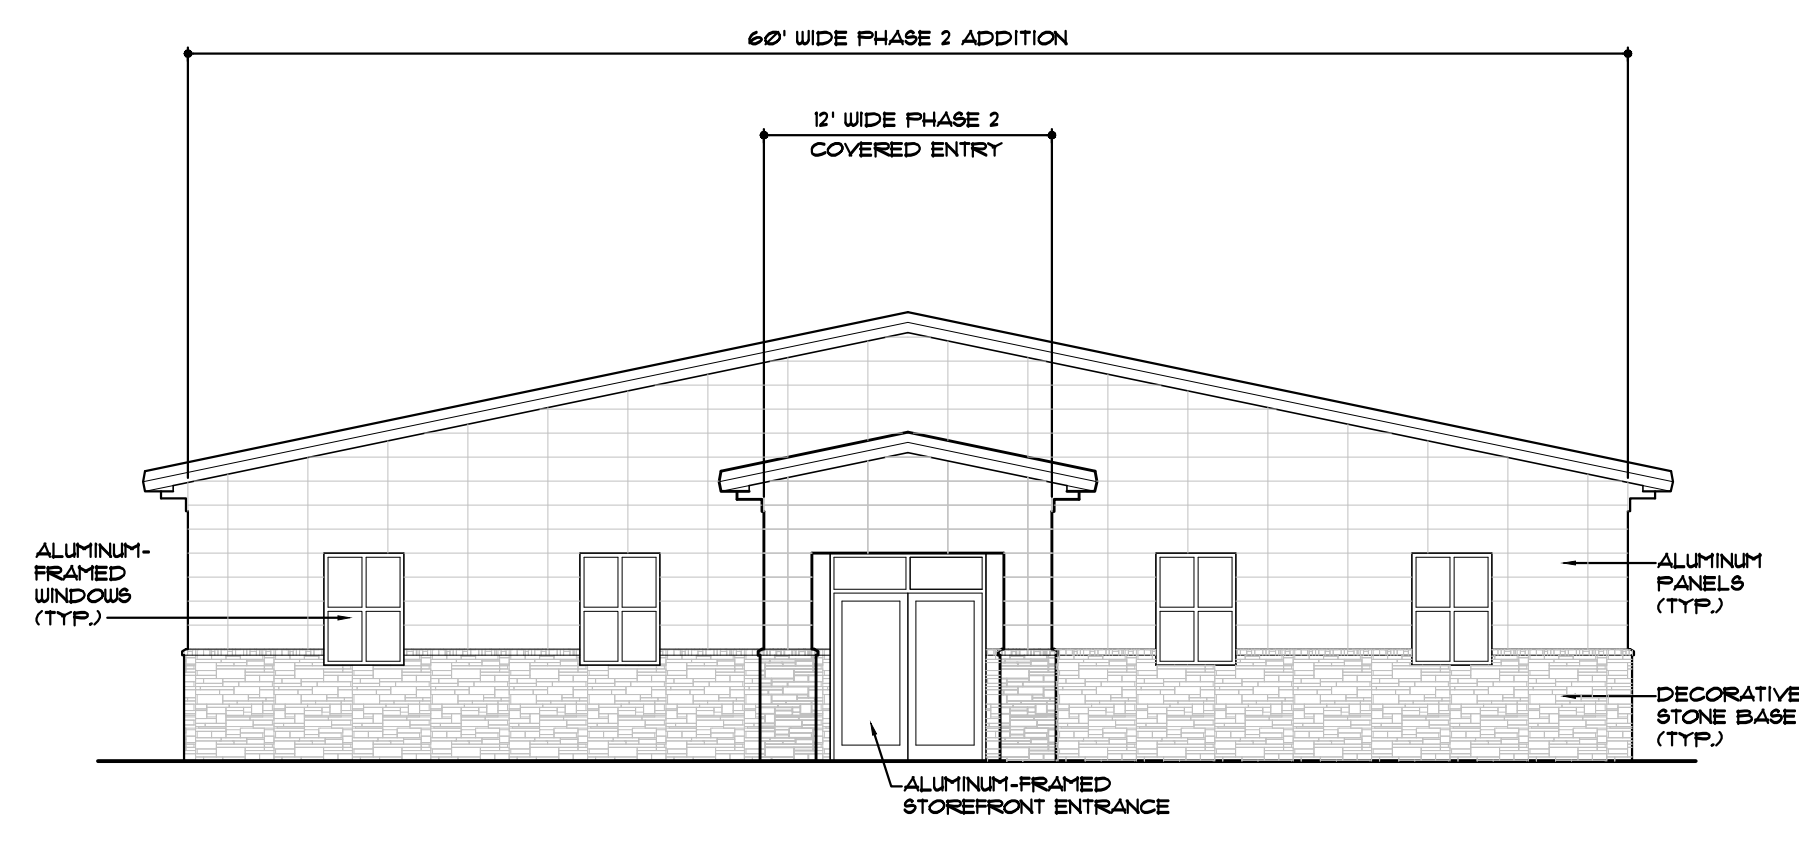 60' WIDE PHASE 2 ADDITION
12' WIDE PHASE 2
COVERED ENTRY
ALUMINUM-
FRAMED
WINDOWS
(TYP.)
ALUMINUM
PANELS
(TYP.)
DECORATIVE
STONE BASE
(TYP.)
ALUMINUM-FRAMED
STOREFRONT ENTRANCE